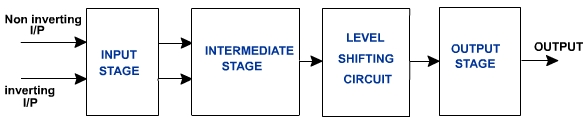 Non inverting
I/P
inverting
I/P
INPUT
STAGE
INTERMEDIATE
STAGE
LEVEL
SHIFTING
CIRCUIT
OUTPUT
STAGE
OUTPUT